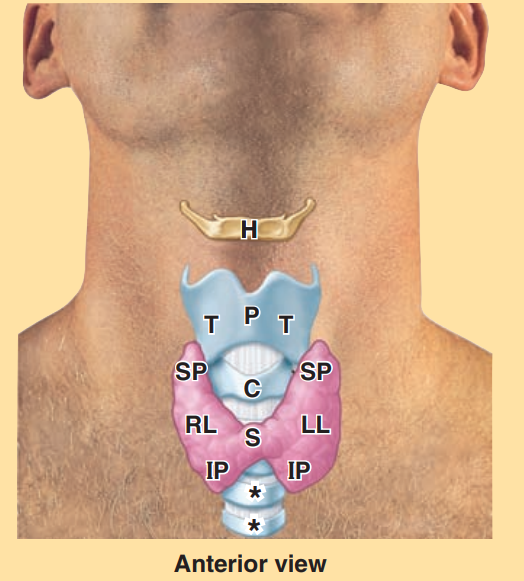 H
T P T
SP SP
C
RL LL
S
IP IP
*
*
Anterior view